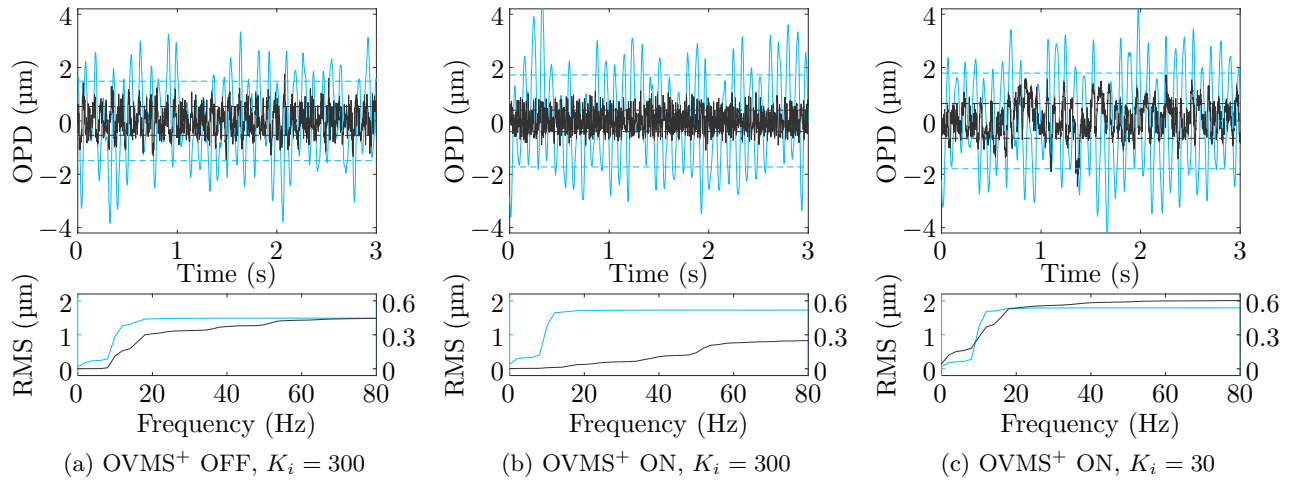 OPD (µm)
4
2
0
−2
−4
0 1 2 3
Time (s)
RMS (µm)
2
1
0
0.6
0.3
0
0 20 40 60 80
Frequency (Hz)
(a) OVMS⁺ OFF, Kᵢ = 300
OPD (µm)
4
2
0
−2
−4
0 1 2 3
Time (s)
RMS (µm)
2
1
0
0.6
0.3
0
0 20 40 60 80
Frequency (Hz)
(b) OVMS⁺ ON, Kᵢ = 300
OPD (µm)
4
2
0
−2
−4
0 1 2 3
Time (s)
RMS (µm)
2
1
0
0.6
0.3
0
0 20 40 60 80
Frequency (Hz)
(c) OVMS⁺ ON, Kᵢ = 30